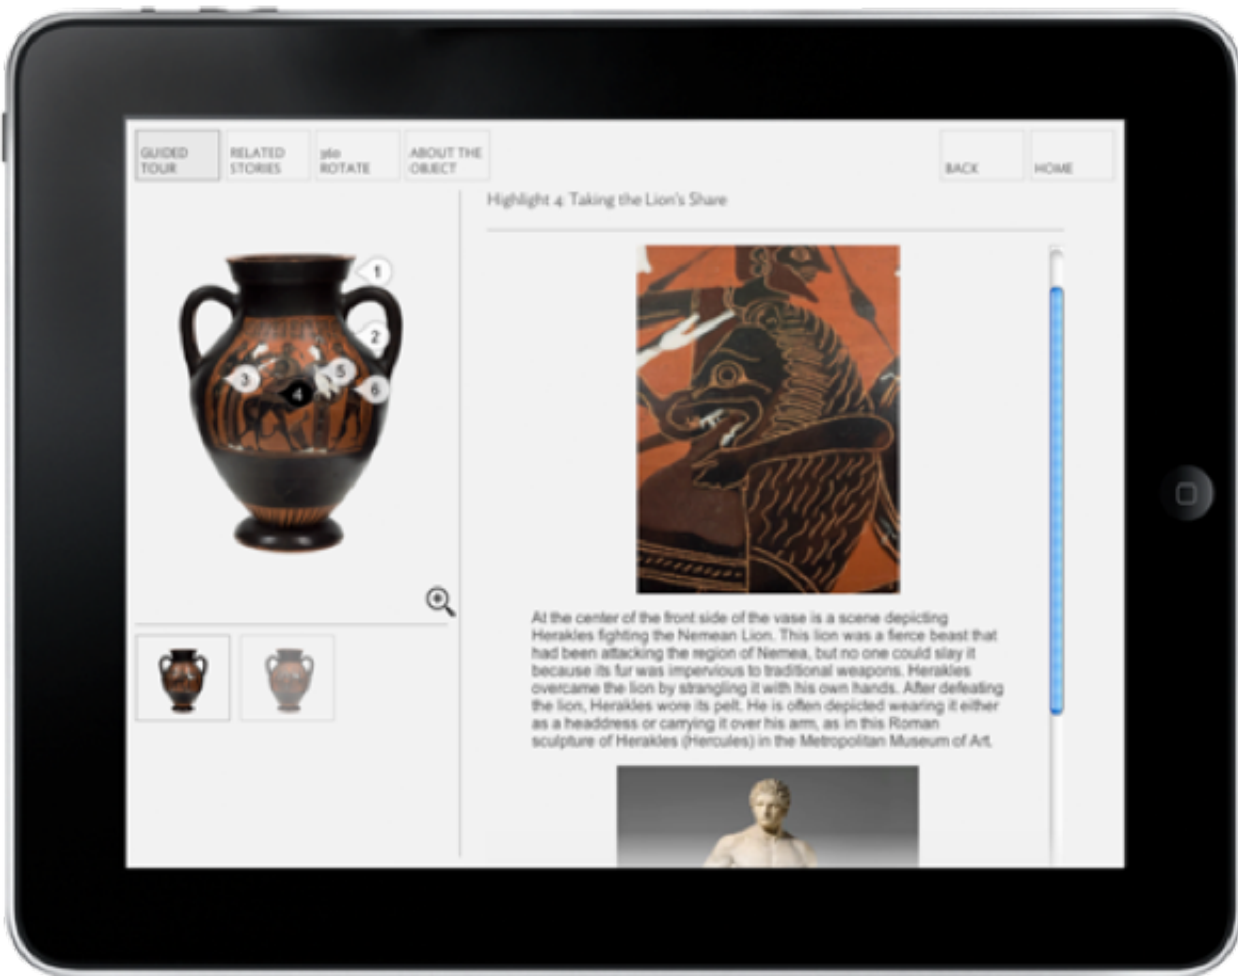 GUIDED
TOUR
RELATED
STORIES
360
ROTATE
ABOUT THE
OBJECT
BACK
HOME
Highlight 4: Taking the Lion's Share
1
2
3
4
5
6
At the center of the front side of the vase is a scene depicting
Herakles fighting the Nemean Lion. This lion was a fierce beast that
had been attacking the region of Nemea, but no one could slay it
because its fur was impervious to traditional weapons. Herakles
overcame the lion by strangling it with his own hands. After defeating
the lion, Herakles wore its pelt. He is often depicted wearing it either
as a headdress or carrying it over his arm, as in this Roman
sculpture of Herakles (Hercules) in the Metropolitan Museum of Art.